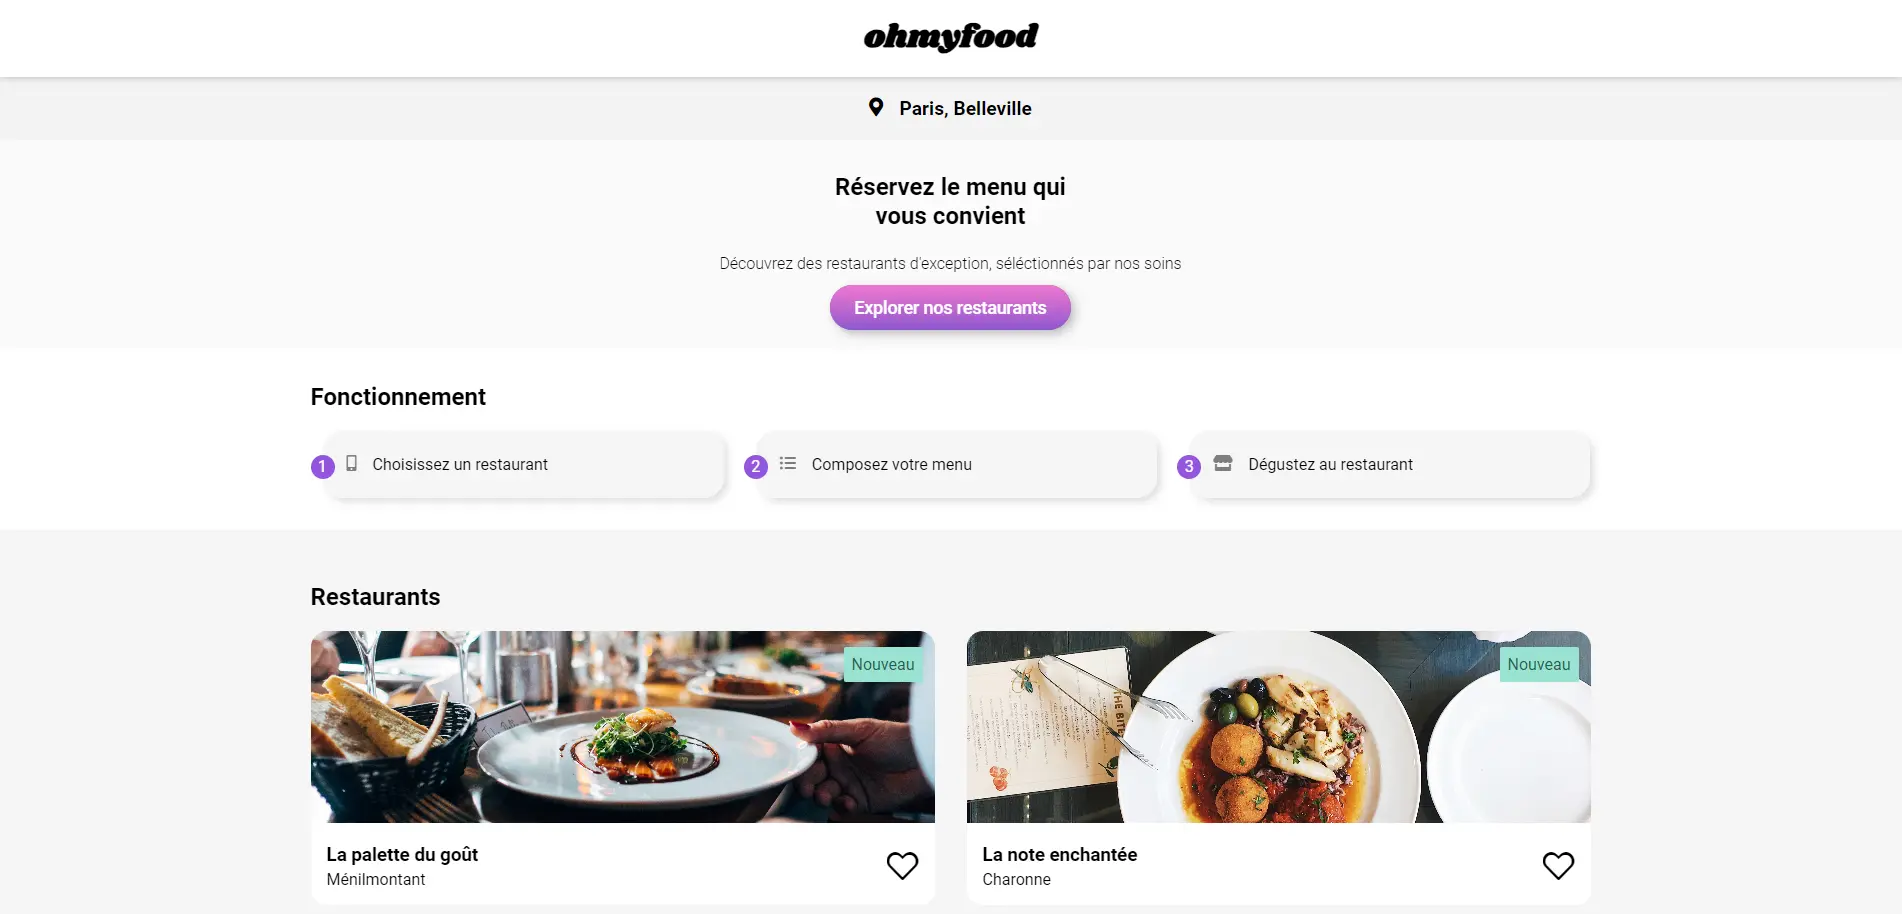 ohmyfood
Paris, Belleville
Réservez le menu qui
vous convient
Découvrez des restaurants d'exception, séléctionnés par nos soins
Explorer nos restaurants
Fonctionnement
1 Choisissez un restaurant
2 Composez votre menu
3 Dégustez au restaurant
Restaurants
Nouveau
La palette du goût
Ménilmontant
Nouveau
La note enchantée
Charonne